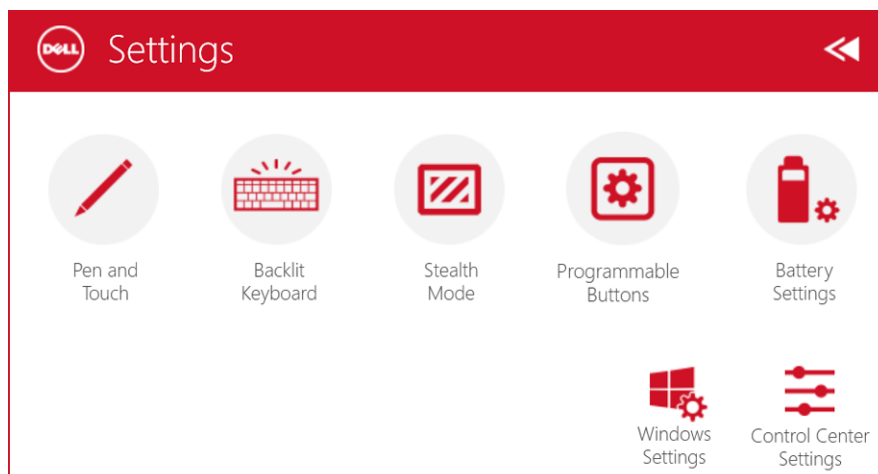 DELL Settings
Pen and
Touch
Backlit
Keyboard
Stealth
Mode
Programmable
Buttons
Battery
Settings
Windows
Settings
Control Center
Settings